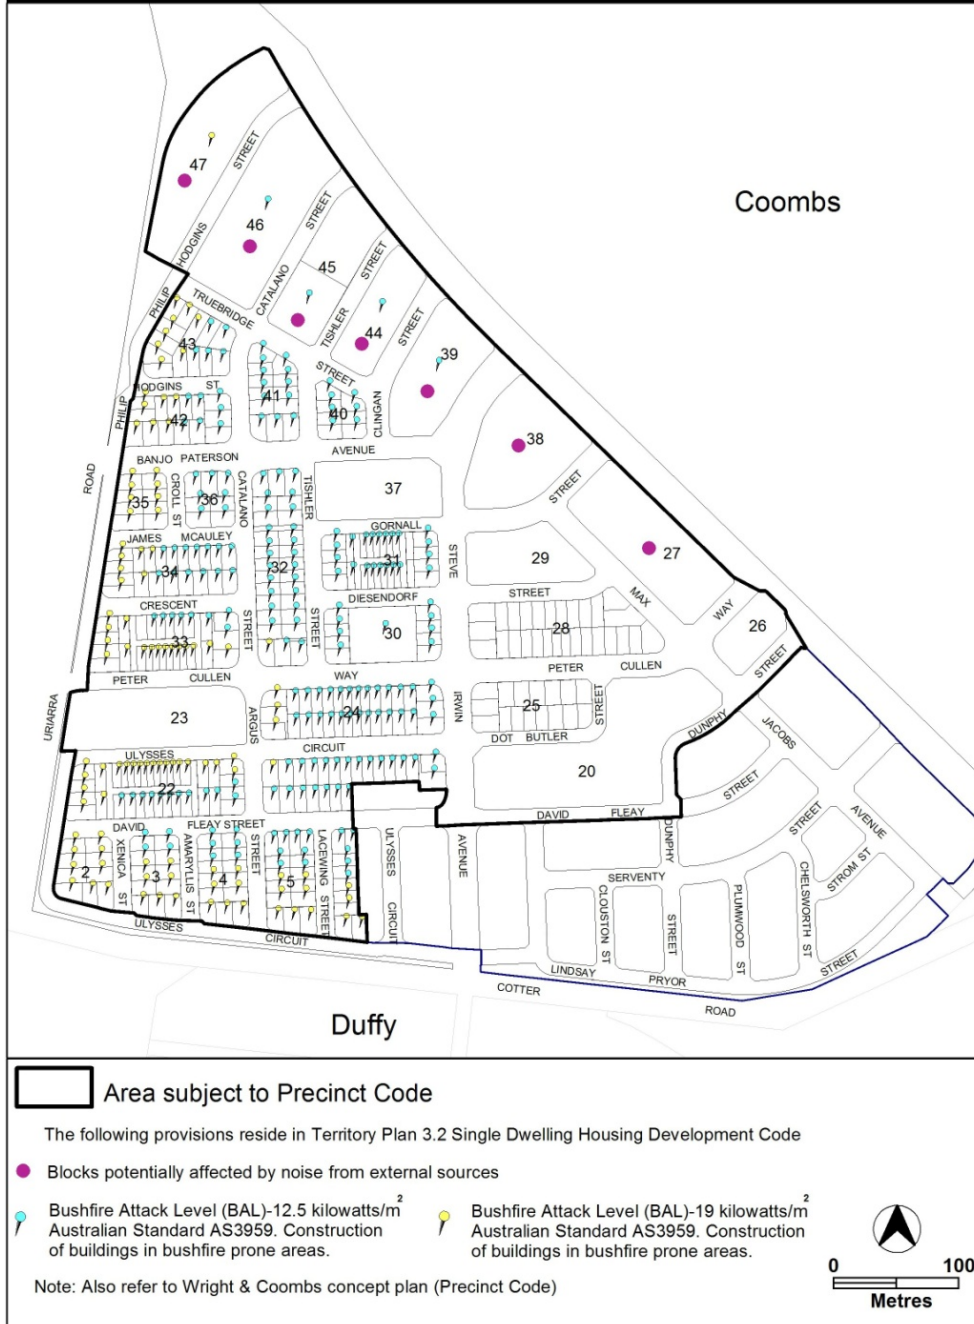 Coombs
47
STREET
HODGINS
46
STREET
CATALANO
45
STREET
TISHLER
44
STREET
39
PHILIP
TRUEBRIDGE
STREET
43
41
40
CLINGAN
HODGINS ST
42
38
PHILIP
BANJO PATERSON AVENUE
ROAD
35
CROLL ST
36
CATALANO
TISHLER
37
STREET
27
JAMES MCAULEY
GORNALL
34
32
31
STEVE
29
MAX
WAY
26
CRESCENT
STREET
STREET
DIESENDORF
STREET
33
30
28
STREET
PETER CULLEN WAY
PETER CULLEN
URIARRA
23
ARGUS
24
IRWIN
25
STREET
DOT BUTLER
DUNPHY
JACOBS
ULYSSES CIRCUIT
22
20
STREET
DAVID FLEAY STREET
DAVID FLEAY
2
XENICA ST
3
AMARYLLUS ST
4
STREET
5
LACEWING STREET
ULYSSES CIRCUIT
AVENUE
DUNPHY
STREET
STREET
AVENUE
SERVENTY
STROM ST
CLOUSTON ST
PLUMWOOD ST
CHELSWORTH ST
ULYSSES CIRCUIT
LINDSAY PRYOR STREET
COTTER ROAD
Duffy
Area subject to Precinct Code
The following provisions reside in Territory Plan 3.2 Single Dwelling Housing Development Code
Blocks potentially affected by noise from external sources
Bushfire Attack Level (BAL)-12.5 kilowatts/m2
Australian Standard AS3959. Construction
of buildings in bushfire prone areas.
Bushfire Attack Level (BAL)-19 kilowatts/m2
Australian Standard AS3959. Construction
of buildings in bushfire prone areas.
Note: Also refer to Wright & Coombs concept plan (Precinct Code)
0 100
Metres